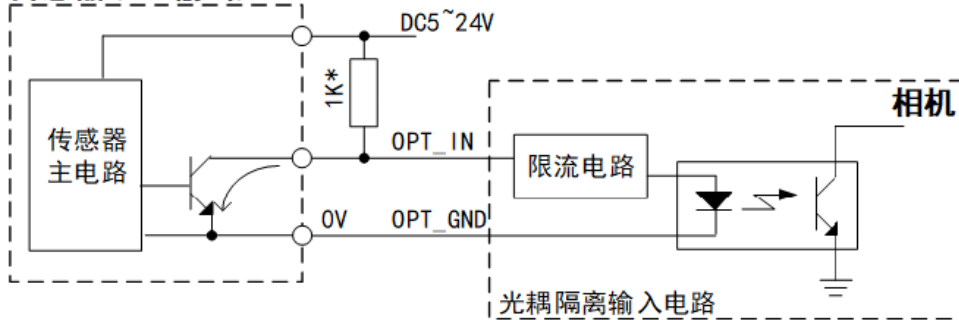 DC5~24V
1K*
相机
传感器
主电路
OPT_IN
限流电路
0V
OPT_GND
光耦隔离输入电路